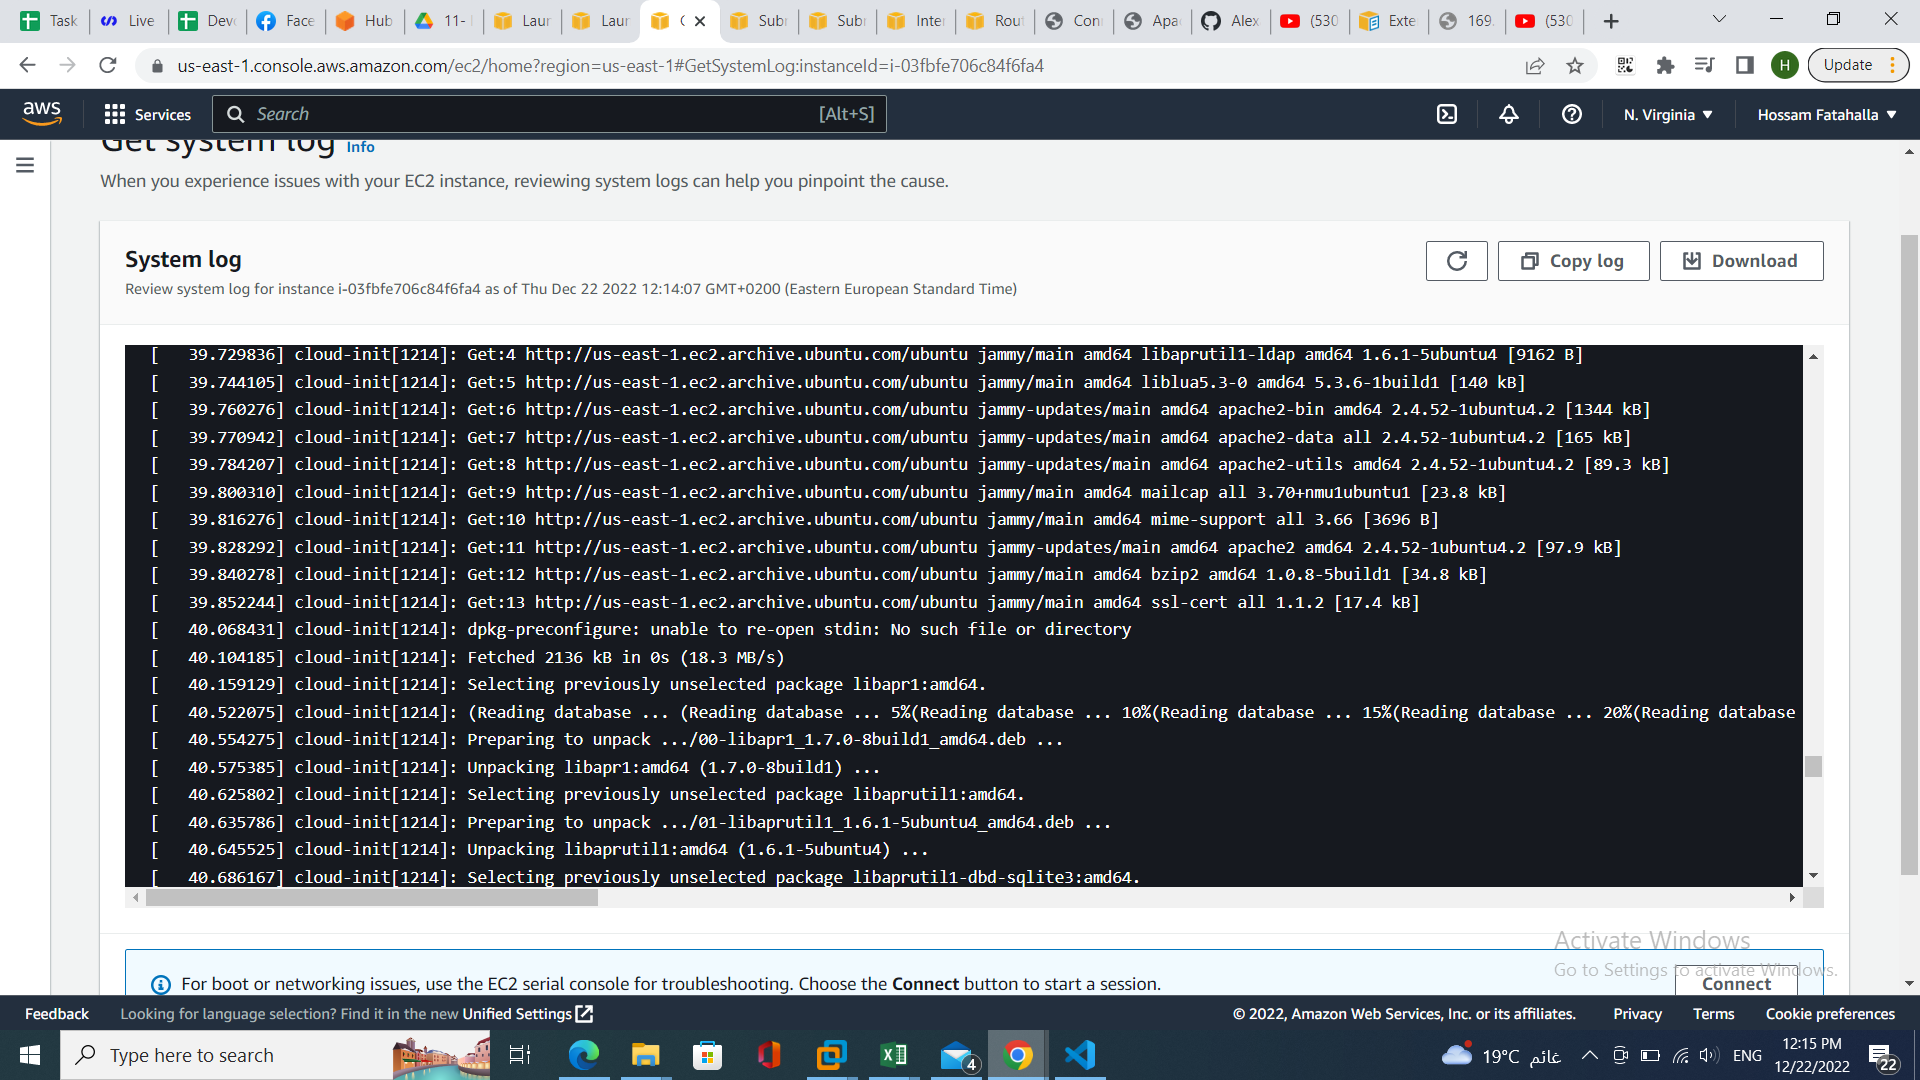 Task
Live
Deve
Face
Hub
11-
Laur
Laur
Subr
Subr
Inter
Rout
Con
Apa
Alex
(530
Exte
169.
(530
us-east-1.console.aws.amazon.com/ec2/home?region=us-east-1#GetSystemLog:instanceId=i-03fbfe706c84f6fa4
H
Update
aws
Services
Search
[Alt+S]
N. Virginia
Hossam Fatahalla
Get system log Info
When you experience issues with your EC2 instance, reviewing system logs can help you pinpoint the cause.
System log
Copy log
Download
Review system log for instance i-03fbfe706c84f6fa4 as of Thu Dec 22 2022 12:14:07 GMT+0200 (Eastern European Standard Time)
[   39.729836] cloud-init[1214]: Get:4 http://us-east-1.ec2.archive.ubuntu.com/ubuntu jammy/main amd64 libaprutil1-ldap amd64 1.6.1-5ubuntu4 [9162 B]
[   39.744105] cloud-init[1214]: Get:5 http://us-east-1.ec2.archive.ubuntu.com/ubuntu jammy/main amd64 liblua5.3-0 amd64 5.3.6-1build1 [140 kB]
[   39.760276] cloud-init[1214]: Get:6 http://us-east-1.ec2.archive.ubuntu.com/ubuntu jammy-updates/main amd64 apache2-bin amd64 2.4.52-1ubuntu4.2 [1344 kB]
[   39.770942] cloud-init[1214]: Get:7 http://us-east-1.ec2.archive.ubuntu.com/ubuntu jammy-updates/main amd64 apache2-data all 2.4.52-1ubuntu4.2 [165 kB]
[   39.784207] cloud-init[1214]: Get:8 http://us-east-1.ec2.archive.ubuntu.com/ubuntu jammy-updates/main amd64 apache2-utils amd64 2.4.52-1ubuntu4.2 [89.3 kB]
[   39.800310] cloud-init[1214]: Get:9 http://us-east-1.ec2.archive.ubuntu.com/ubuntu jammy/main amd64 mailcap all 3.70+nmu1ubuntu1 [23.8 kB]
[   39.816276] cloud-init[1214]: Get:10 http://us-east-1.ec2.archive.ubuntu.com/ubuntu jammy/main amd64 mime-support all 3.66 [3696 B]
[   39.828292] cloud-init[1214]: Get:11 http://us-east-1.ec2.archive.ubuntu.com/ubuntu jammy-updates/main amd64 apache2 amd64 2.4.52-1ubuntu4.2 [97.9 kB]
[   39.840278] cloud-init[1214]: Get:12 http://us-east-1.ec2.archive.ubuntu.com/ubuntu jammy/main amd64 bzip2 amd64 1.0.8-5build1 [34.8 kB]
[   39.852244] cloud-init[1214]: Get:13 http://us-east-1.ec2.archive.ubuntu.com/ubuntu jammy/main amd64 ssl-cert all 1.1.2 [17.4 kB]
[   40.068431] cloud-init[1214]: dpkg-preconfigure: unable to re-open stdin: No such file or directory
[   40.104185] cloud-init[1214]: Fetched 2136 kB in 0s (18.3 MB/s)
[   40.159129] cloud-init[1214]: Selecting previously unselected package libapr1:amd64.
[   40.522075] cloud-init[1214]: (Reading database ... (Reading database ... 5%(Reading database ... 10%(Reading database ... 15%(Reading database ... 20%(Reading database
[   40.554275] cloud-init[1214]: Preparing to unpack .../00-libapr1_1.7.0-8build1_amd64.deb ...
[   40.575385] cloud-init[1214]: Unpacking libapr1:amd64 (1.7.0-8build1) ...
[   40.625802] cloud-init[1214]: Selecting previously unselected package libaprutil1:amd64.
[   40.635786] cloud-init[1214]: Preparing to unpack .../01-libaprutil1_1.6.1-5ubuntu4_amd64.deb ...
[   40.645525] cloud-init[1214]: Unpacking libaprutil1:amd64 (1.6.1-5ubuntu4) ...
[   40.686167] cloud-init[1214]: Selecting previously unselected package libaprutil1-dbd-sqlite3:amd64.
Activate Windows
Go to Settings to activate Windows.
For boot or networking issues, use the EC2 serial console for troubleshooting. Choose the Connect button to start a session.
Connect
Feedback
Looking for language selection? Find it in the new Unified Settings
© 2022, Amazon Web Services, Inc. or its affiliates.
Privacy
Terms
Cookie preferences
Type here to search
4
19°C غائم
ENG
12:15 PM
12/22/2022
22